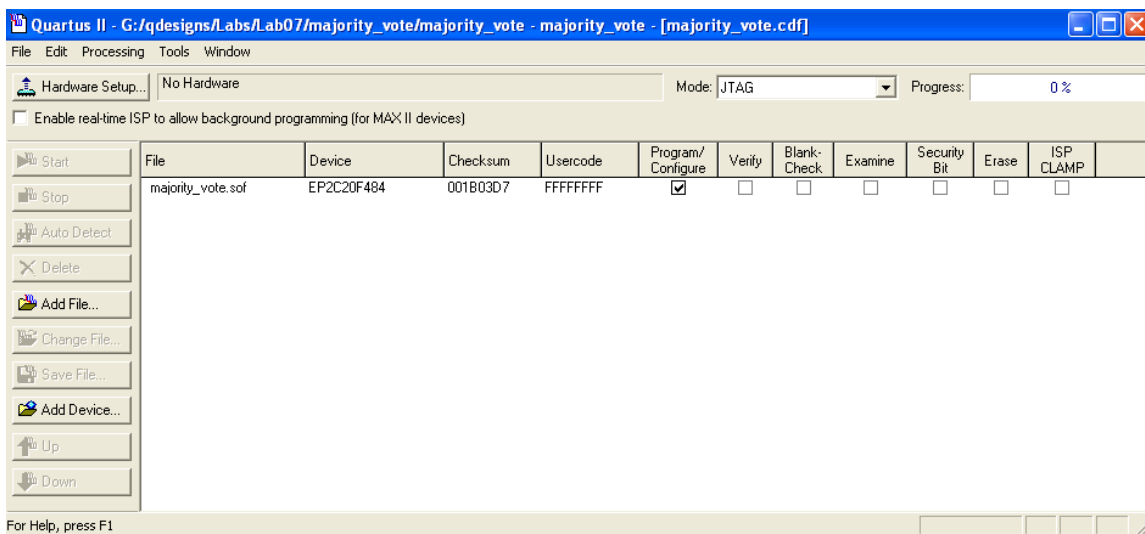 Quartus II - G:/qdesigns/Labs/Lab07/majority_vote/majority_vote - majority_vote - [majority_vote.cdf]
File Edit Processing Tools Window
Hardware Setup... No Hardware Mode: JTAG Progress: 0 %
Enable real-time ISP to allow background programming (for MAX II devices)
Start
Stop
Auto Detect
Delete
Add File...
Change File...
Save File...
Add Device...
Up
Down
File Device Checksum Usercode Program/ Configure Verify Blank- Check Examine Security Bit Erase ISP CLAMP
majority_vote.sof EP2C20F484 001B03D7 FFFFFFFF
For Help, press F1